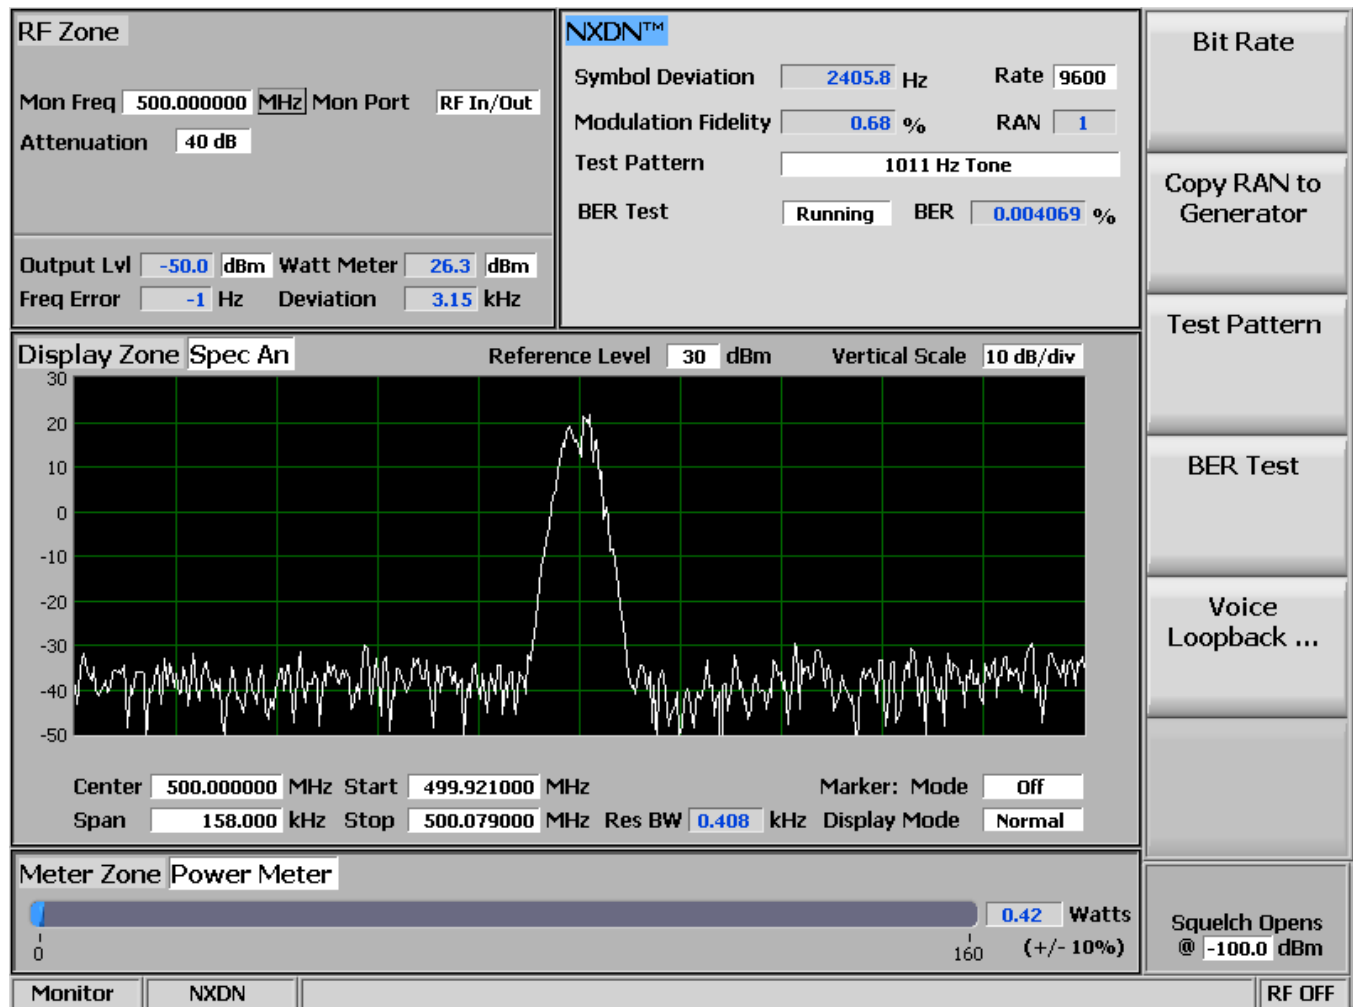 RF Zone
Mon Freq 500.000000 MHz Mon Port RF In/Out
Attenuation 40 dB
Output Lvl -50.0 dBm Watt Meter 26.3 dBm
Freq Error -1 Hz Deviation 3.15 kHz
NXDN™
Symbol Deviation 2405.8 Hz Rate 9600
Modulation Fidelity 0.68 % RAN 1
Test Pattern 1011 Hz Tone
BER Test Running BER 0.004069 %
Display Zone Spec An Reference Level 30 dBm Vertical Scale 10 dB/div
30
20
10
0
-10
-20
-30
-40
-50
Center 500.000000 MHz Start 499.921000 MHz Marker: Mode Off
Span 158.000 kHz Stop 500.079000 MHz Res BW 0.408 kHz Display Mode Normal
Meter Zone Power Meter
0.42 Watts
0 160 (+/- 10%)
Monitor NXDN RF OFF
Bit Rate
Copy RAN to
Generator
Test Pattern
BER Test
Voice
Loopback ...
Squelch Opens
@ -100.0 dBm